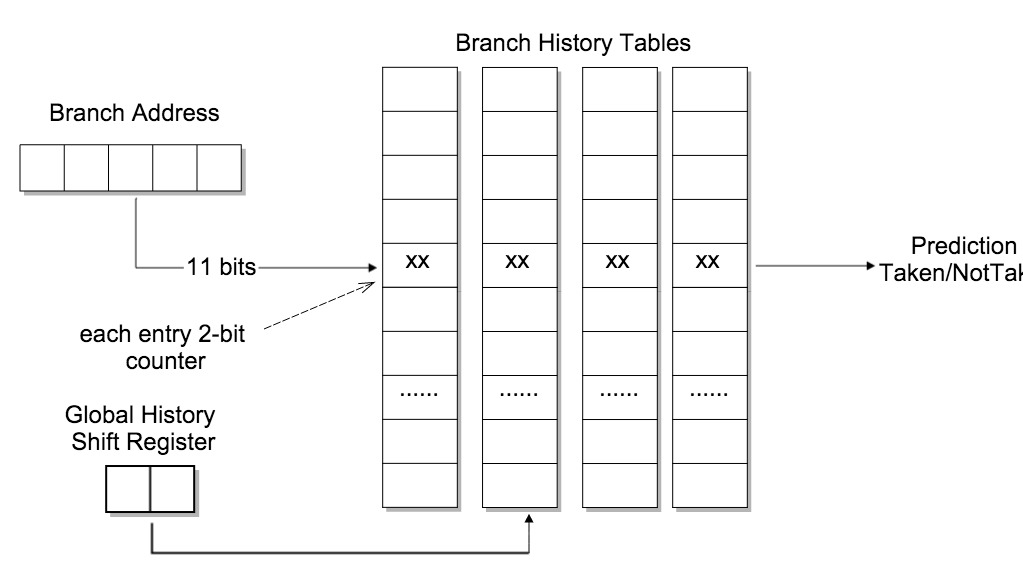 Branch History Tables
Branch Address
11 bits
xx xx xx xx
Prediction
Taken/NotTak
each entry 2-bit
counter
...... ...... ...... ......
Global History
Shift Register